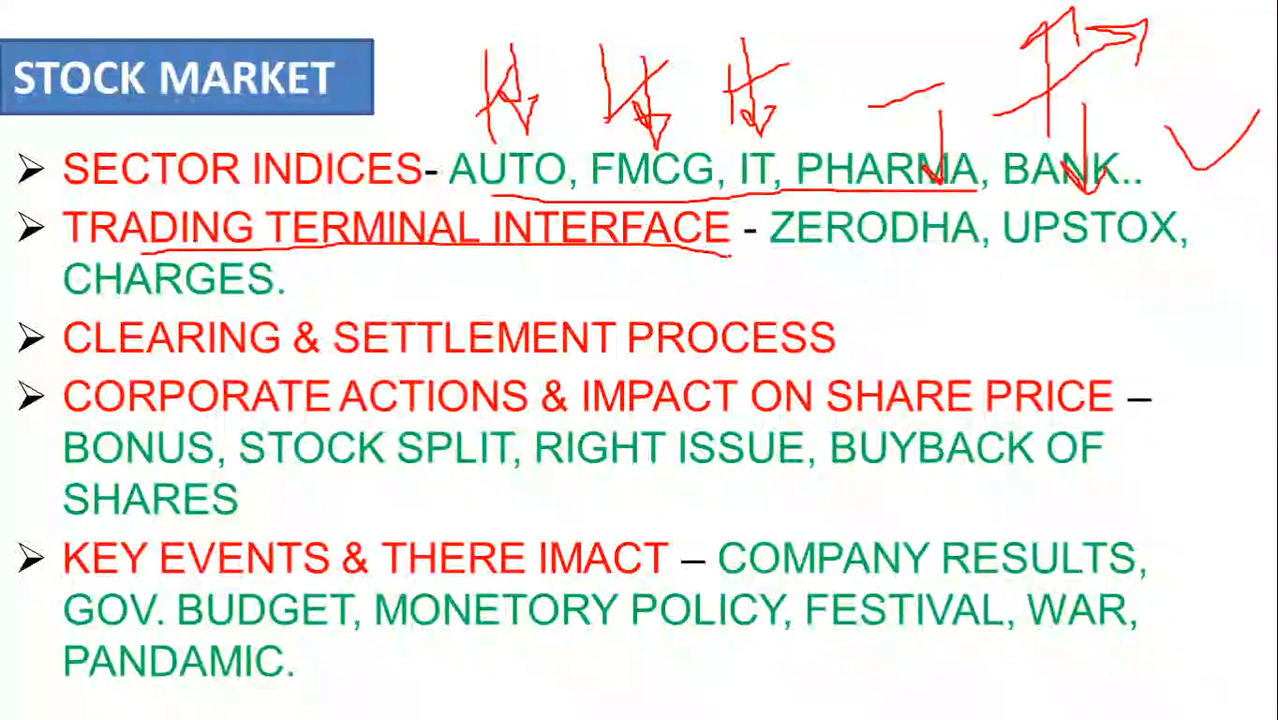 STOCK MARKET
SECTOR INDICES- AUTO, FMCG, IT, PHARMA, BANK..
TRADING TERMINAL INTERFACE - ZERODHA, UPSTOX,
CHARGES.
CLEARING & SETTLEMENT PROCESS
CORPORATE ACTIONS & IMPACT ON SHARE PRICE –
BONUS, STOCK SPLIT, RIGHT ISSUE, BUYBACK OF
SHARES
KEY EVENTS & THERE IMACT – COMPANY RESULTS,
GOV. BUDGET, MONETORY POLICY, FESTIVAL, WAR,
PANDAMIC.